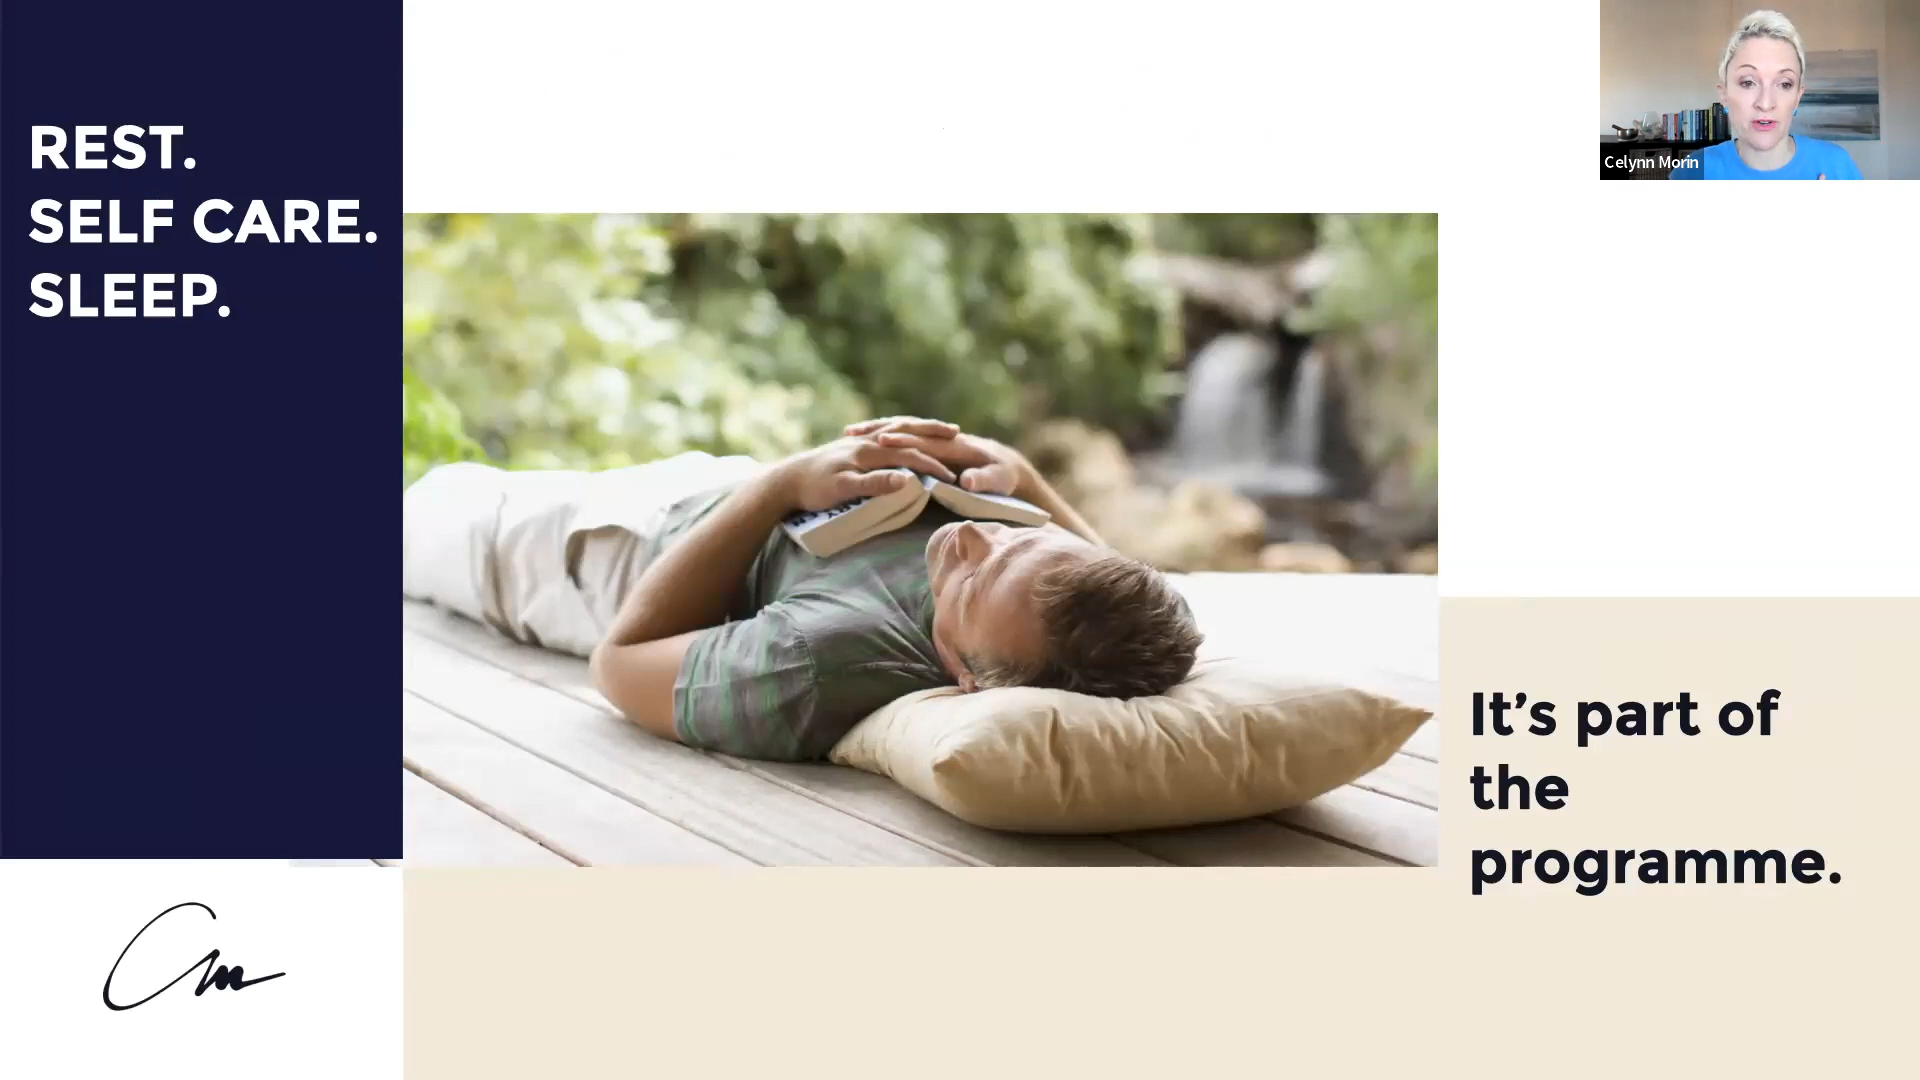 REST.
SELF CARE.
SLEEP.
Celynn Morin
It's part of
the
programme.